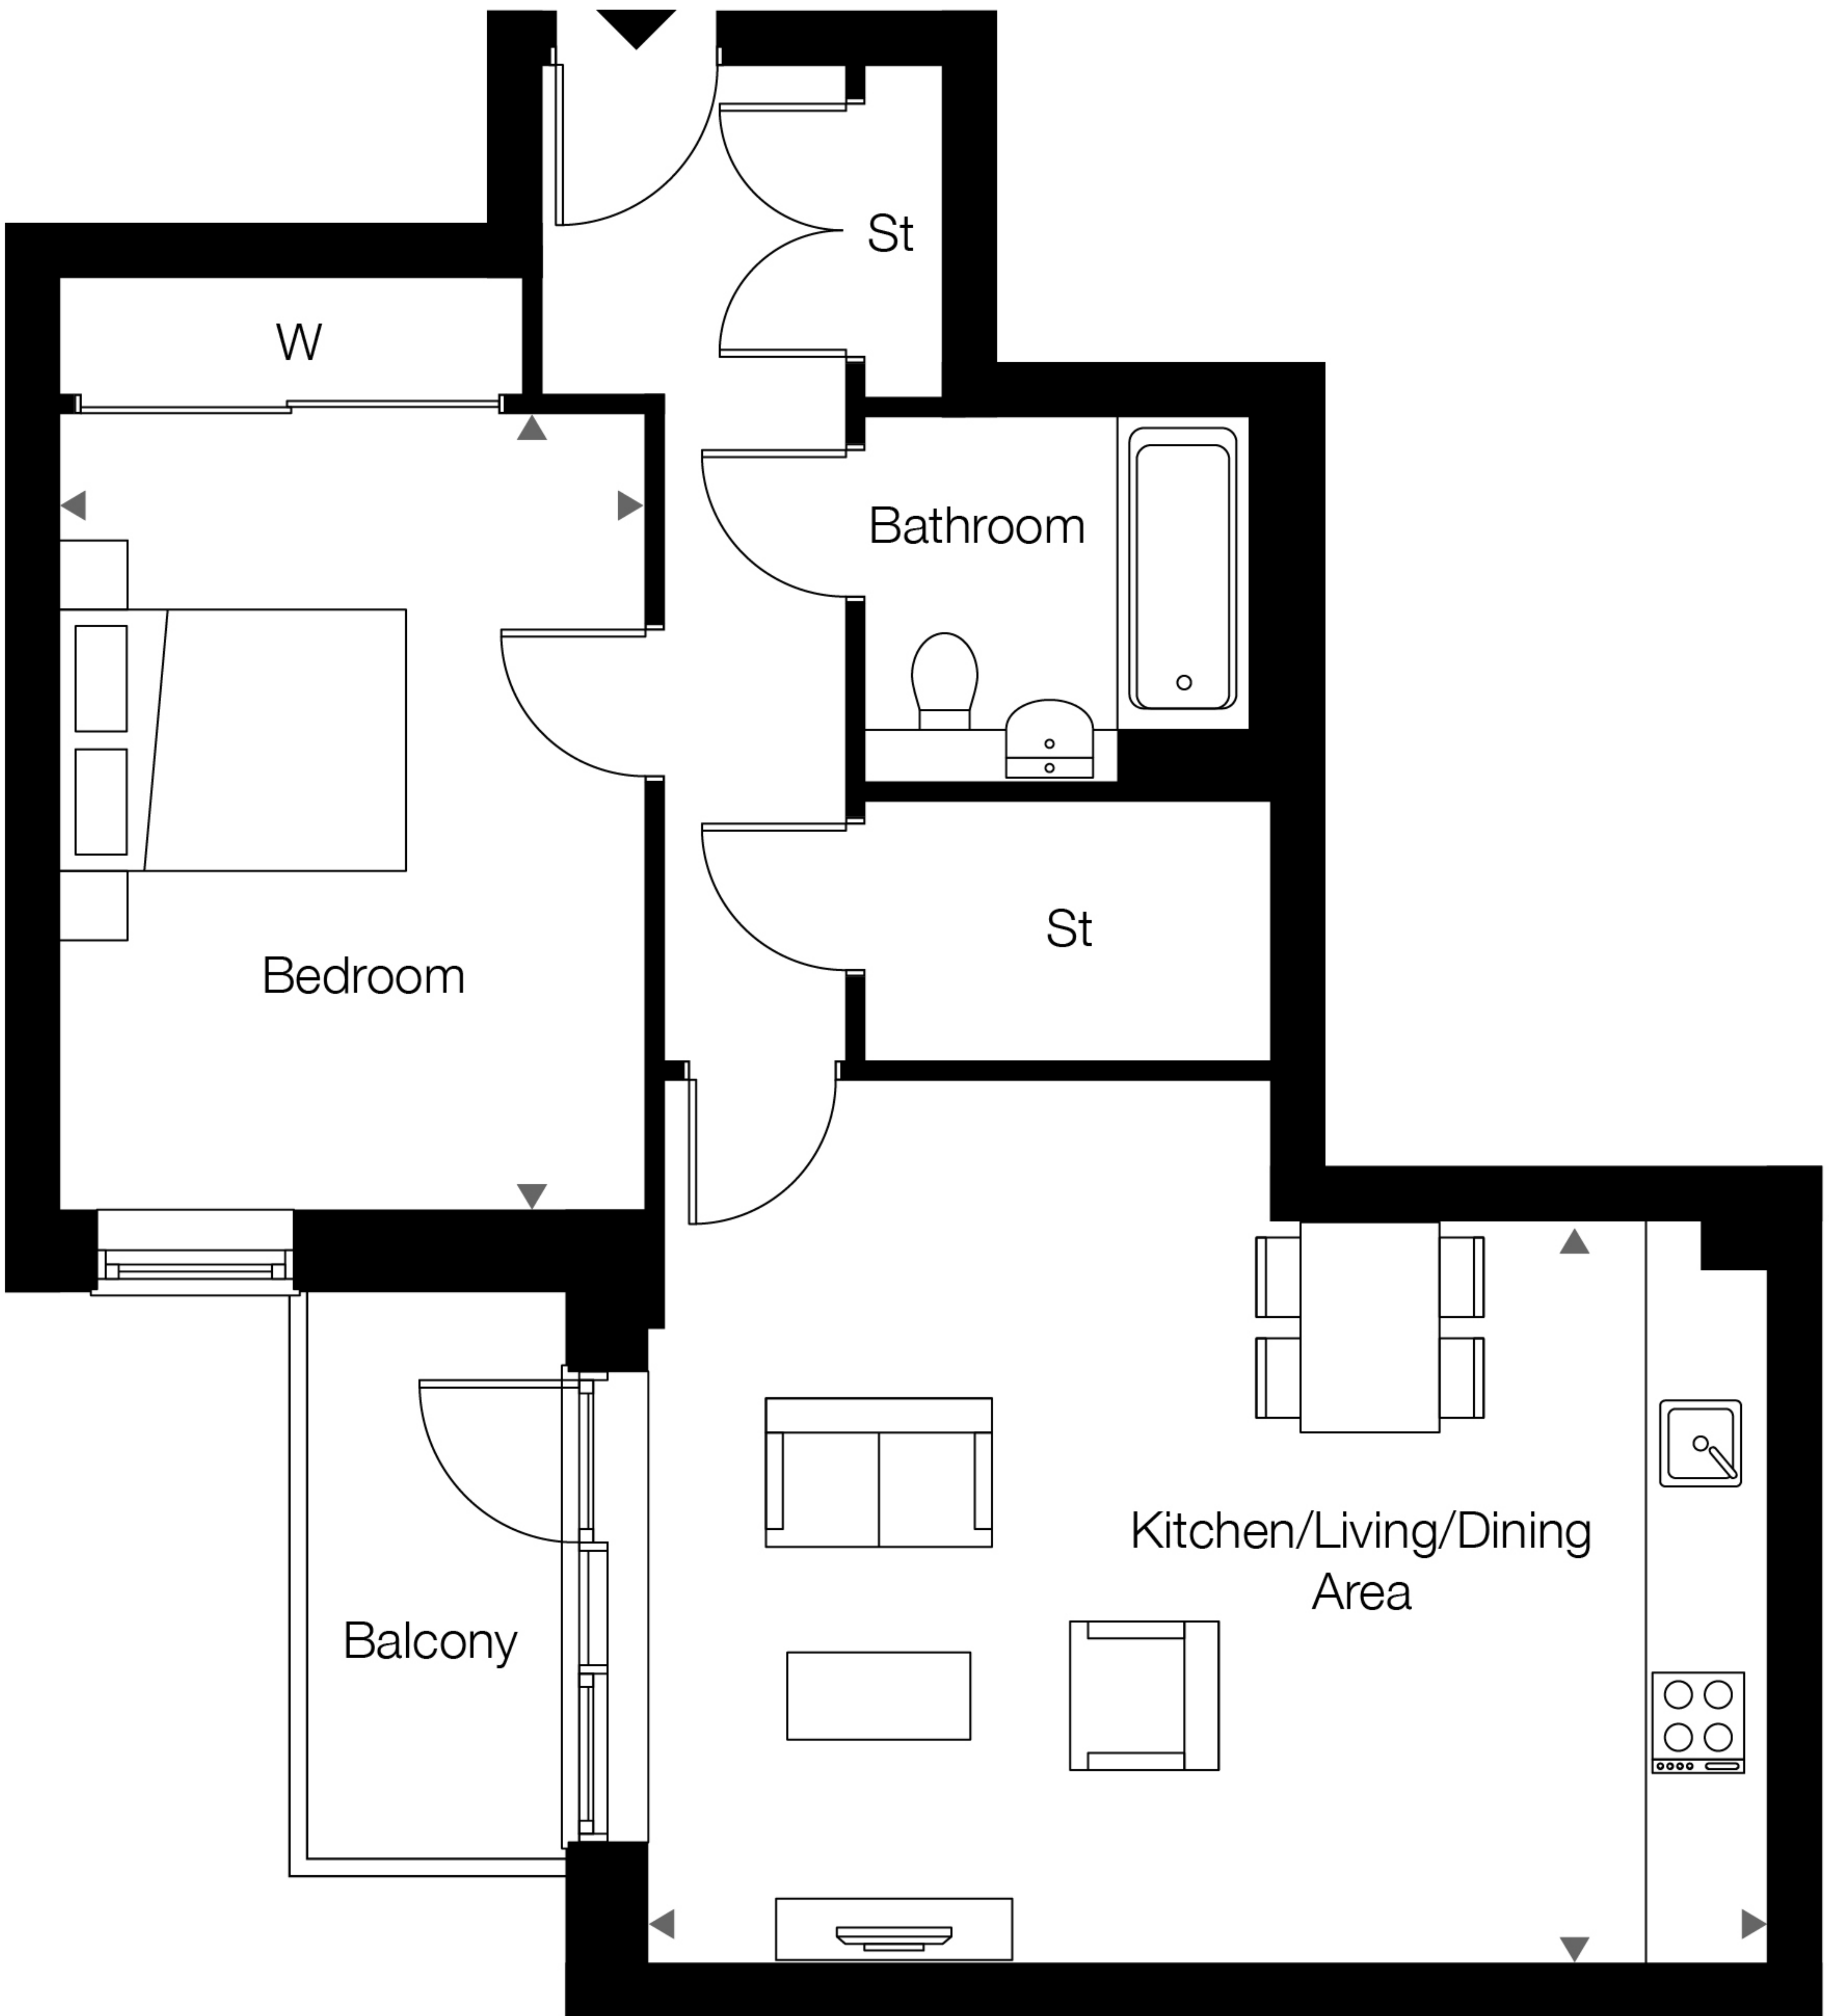 St
W
Bathroom
St
Bedroom
Kitchen/Living/Dining
Area
Balcony